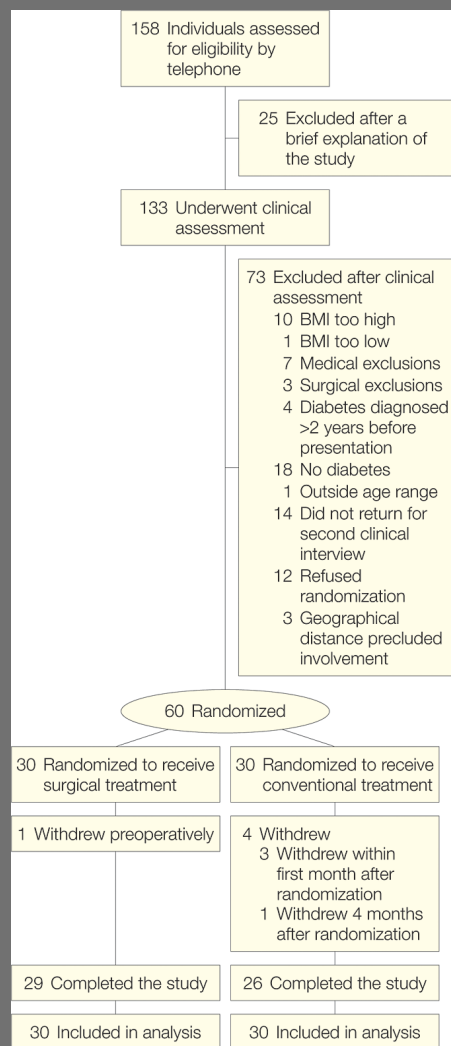 158 Individuals assessed
for eligibility by
telephone
25 Excluded after a
brief explanation of
the study
133 Underwent clinical
assessment
73 Excluded after clinical
assessment
10 BMI too high
1 BMI too low
7 Medical exclusions
3 Surgical exclusions
4 Diabetes diagnosed
>2 years before
presentation
18 No diabetes
1 Outside age range
14 Did not return for
second clinical
interview
12 Refused
randomization
3 Geographical
distance precluded
involvement
60 Randomized
30 Randomized to receive
surgical treatment
30 Randomized to receive
conventional treatment
1 Withdrew preoperatively
4 Withdrew
3 Withdrew within
first month after
randomization
1 Withdrew 4 months
after randomization
29 Completed the study
26 Completed the study
30 Included in analysis
30 Included in analysis